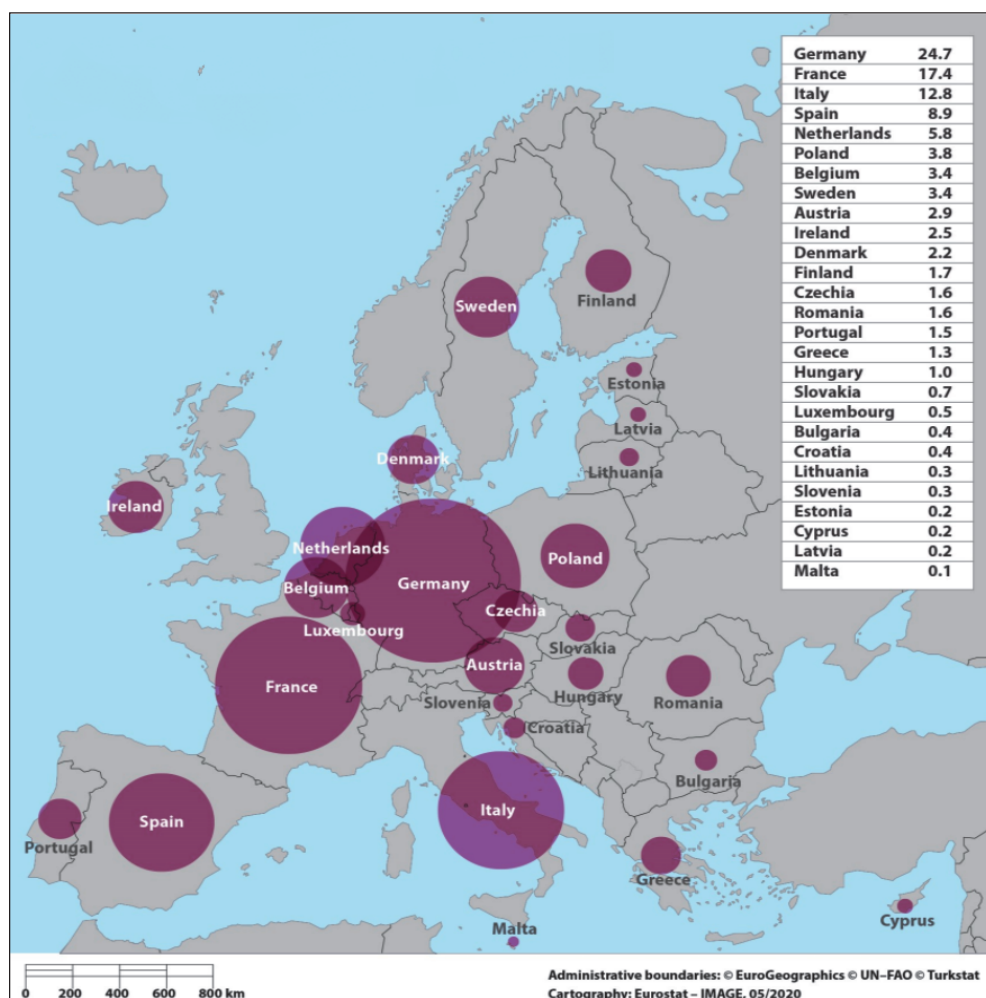 Germany 24.7
France 17.4
Italy 12.8
Spain 8.9
Netherlands 5.8
Poland 3.8
Belgium 3.4
Sweden 3.4
Austria 2.9
Ireland 2.5
Denmark 2.2
Finland 1.7
Czechia 1.6
Romania 1.6
Portugal 1.5
Greece 1.3
Hungary 1.0
Slovakia 0.7
Luxembourg 0.5
Bulgaria 0.4
Croatia 0.4
Lithuania 0.3
Slovenia 0.3
Estonia 0.2
Cyprus 0.2
Latvia 0.2
Malta 0.1
Sweden
Finland
Estonia
Latvia
Denmark
Lithuania
Ireland
Netherlands
Poland
Germany
Belgium
Czechia
Luxembourg
Slovakia
Austria
France
Hungary
Slovenia
Romania
Croatia
Bulgaria
Italy
Spain
Portugal
Greece
Cyprus
Malta
0 200 400 600 800 km
Administrative boundaries: © EuroGeographics © UN–FAO © Turkstat
Cartography: Eurostat – IMAGE, 05/2020